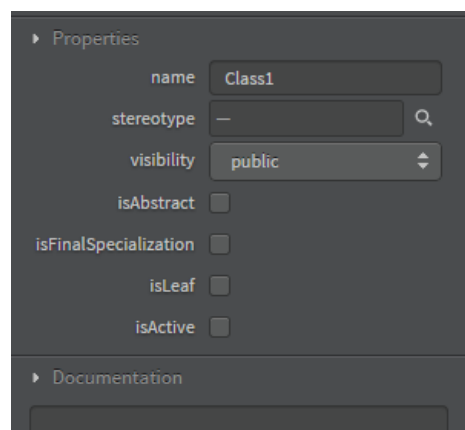 Properties
name Class1
stereotype —
visibility public
isAbstract
isFinalSpecialization
isLeaf
isActive
Documentation